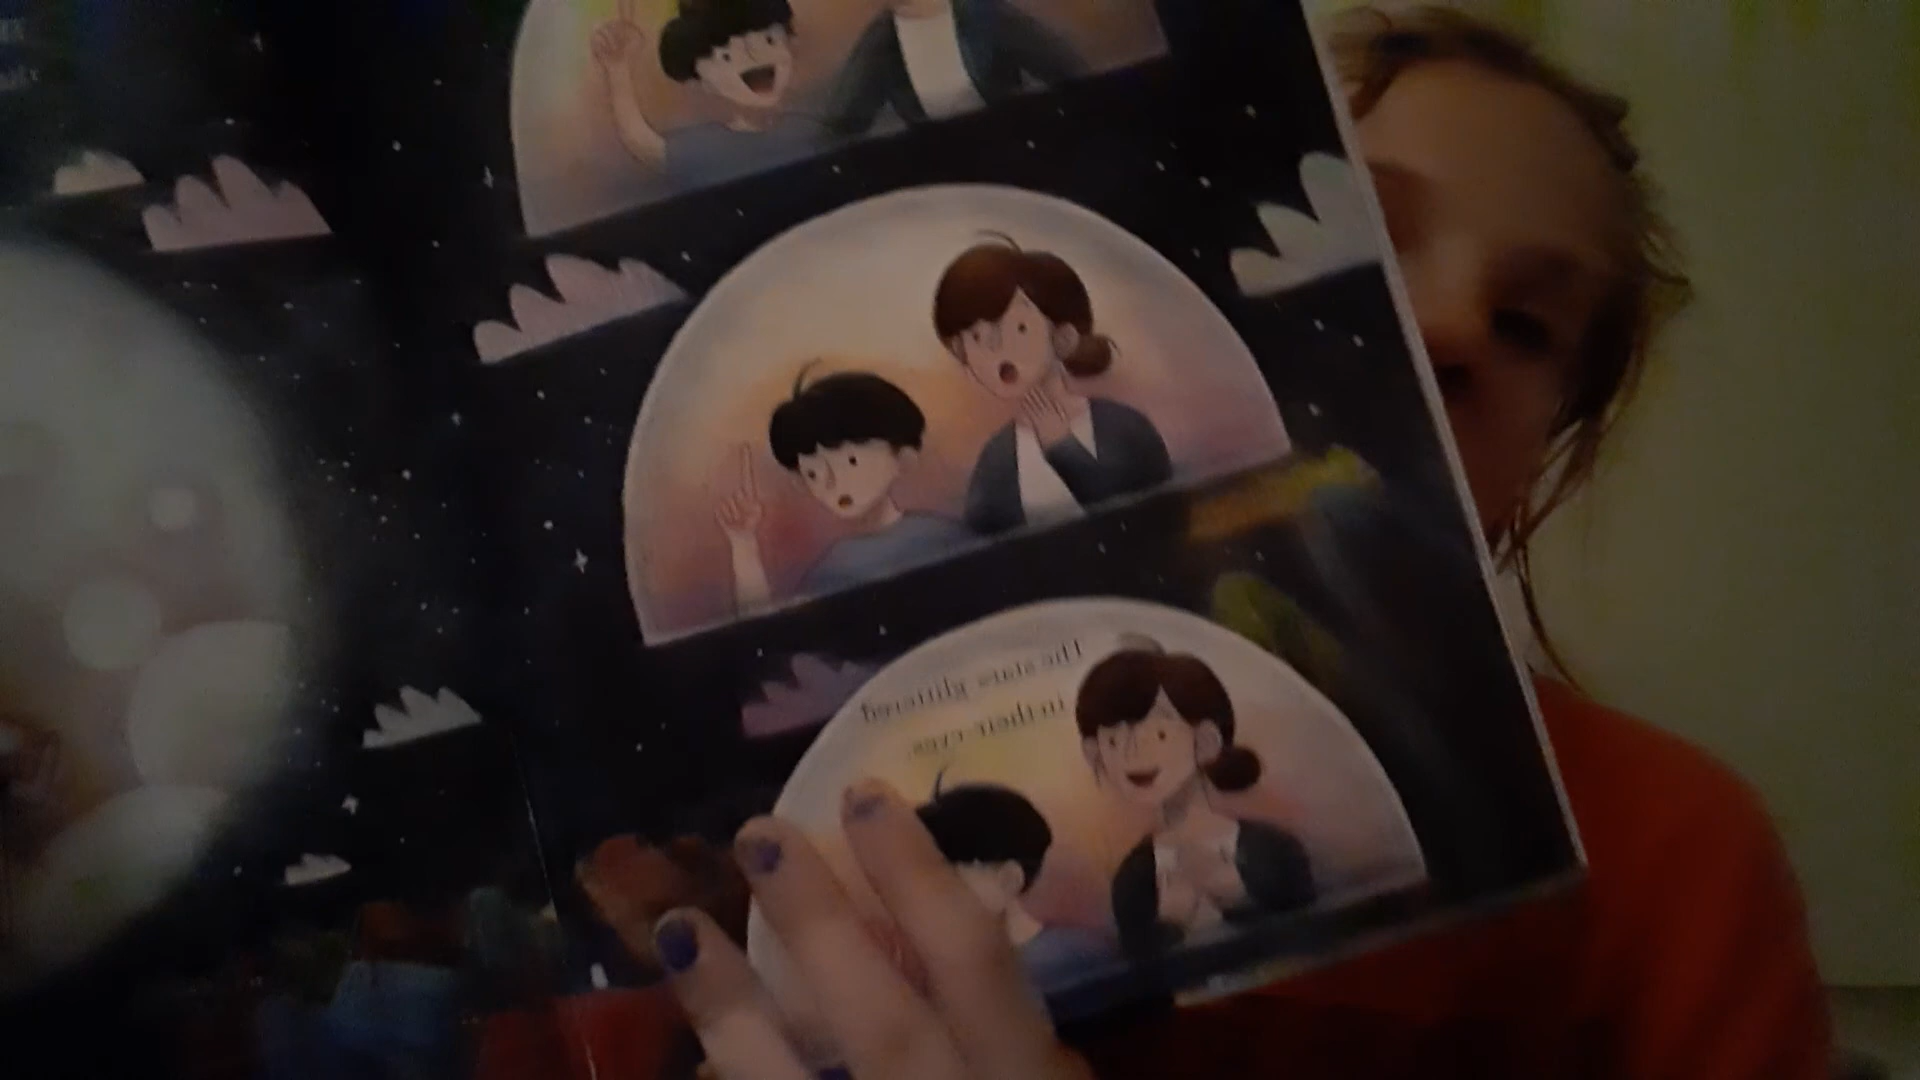 The stars glittered
in their eyes